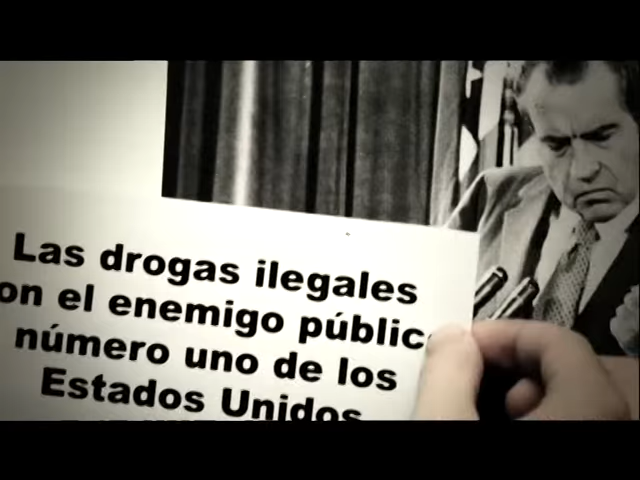 Las drogas ilegales
on el enemigo públic
número uno de los
Estados Unidos